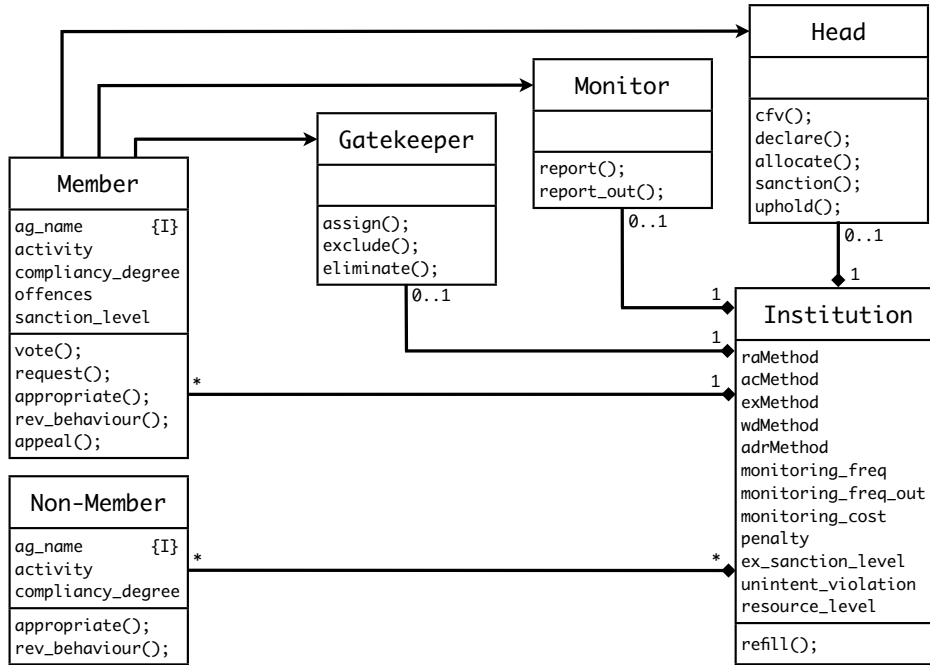 Head
cfv();
declare();
allocate();
sanction();
uphold();
0..1
1
Monitor
report();
report_out();
0..1
1
Gatekeeper
assign();
exclude();
eliminate();
0..1
1
Member
ag_name {I}
activity
compliancy_degree
offences
sanction_level
vote();
request();
appropriate();
rev_behaviour();
appeal();
* 1
Institution
raMethod
acMethod
exMethod
wdMethod
adrMethod
monitoring_freq
monitoring_freq_out
monitoring_cost
penalty
ex_sanction_level
unintent_violation
resource_level
refill();
Non-Member
ag_name {I}
activity
compliancy_degree
appropriate();
rev_behaviour();
* *